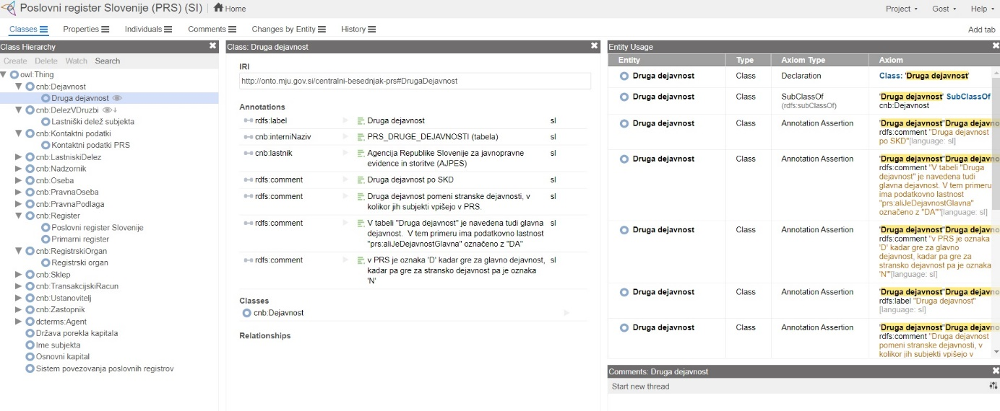 Poslovni register Slovenije (PRS) (SI) Home
Project Gost Help
Classes Properties Individuals Comments Changes by Entity History Add tab
Class Hierarchy
Create Delete Watch Search
owl:Thing
cnb:Dejavnost
Druga dejavnost
cnb:DelezVDruzbi
Lastniški delež subjekta
cnb:Kontaktni podatki
Kontaktni podatki PRS
cnb:LastniskiDelez
cnb:Nadzornik
cnb:Oseba
cnb:PravnaOseba
cnb:PravnaPodlaga
cnb:Register
Poslovni register Slovenije
Primarni register
cnb:RegistrskiOrgan
Registrski organ
cnb:Sklep
cnb:TransakcijskiRacun
cnb:Ustanovitelj
cnb:Zastopnik
dcterms:Agent
Država porekla kapitala
Ime subjekta
Osnovni kapital
Sistem povezovanja poslovnih registrov
Class: Druga dejavnost
IRI
http://onto.mju.gov.si/centralni-besednjak-prs#DrugaDejavnost
Annotations
rdfs:label Druga dejavnost sl
cnb:interniNaziv PRS_DRUGE_DEJAVNOSTI (tabela) sl
cnb:lastnik Agencija Republike Slovenije za javnopravne sl
evidence in storitve (AJPES)
rdfs:comment Druga dejavnost po SKD sl
rdfs:comment Druga dejavnost pomeni stranske dejavnosti, v sl
kolikor jih subjekti vpišejo v PRS.
rdfs:comment V tabeli "Druga dejavnost" je navedena tudi glavna sl
dejavnost. V tem primeru ima podatkovno lastnost
"prs:aliJeDejavnostGlavna" označeno z "DA"
rdfs:comment v PRS je oznaka 'D' kadar gre za glavno dejavnost, sl
kadar pa gre za stransko dejavnost pa je oznaka
'N'
Classes
cnb:Dejavnost
Relationships
Entity Usage
Entity Type Axiom Type Axiom
Druga dejavnost Class Declaration Class: 'Druga dejavnost'
Druga dejavnost Class SubClassOf 'Druga dejavnost' SubClassOf
(rdfs:subClassOf) cnb:Dejavnost
Druga dejavnost Class Annotation Assertion 'Druga dejavnost''Druga dejavno
rdfs:comment "Druga dejavnost
po SKD"[language: sl]
Druga dejavnost Class Annotation Assertion 'Druga dejavnost''Druga dejavno
rdfs:comment "V tabeli "Druga
dejavnost" je navedena tudi
glavna dejavnost. V tem primeru
ima podatkovno lastnost
"prs:aliJeDejavnostGlavna"
označeno z "DA""[language: sl]
Druga dejavnost Class Annotation Assertion 'Druga dejavnost''Druga dejavno
rdfs:comment "v PRS je oznaka
'D' kadar gre za glavno
dejavnost, kadar pa gre za
stransko dejavnost pa je oznaka
'N'"[language: sl]
Druga dejavnost Class Annotation Assertion 'Druga dejavnost''Druga dejavno
rdfs:label "Druga dejavnost"
[language: sl]
Druga dejavnost Class Annotation Assertion 'Druga dejavnost''Druga dejavno
rdfs:comment "Druga dejavnost
pomeni stranske dejavnosti, v
kolikor jih subjekti vpišejo v
Comments: Druga dejavnost
Start new thread